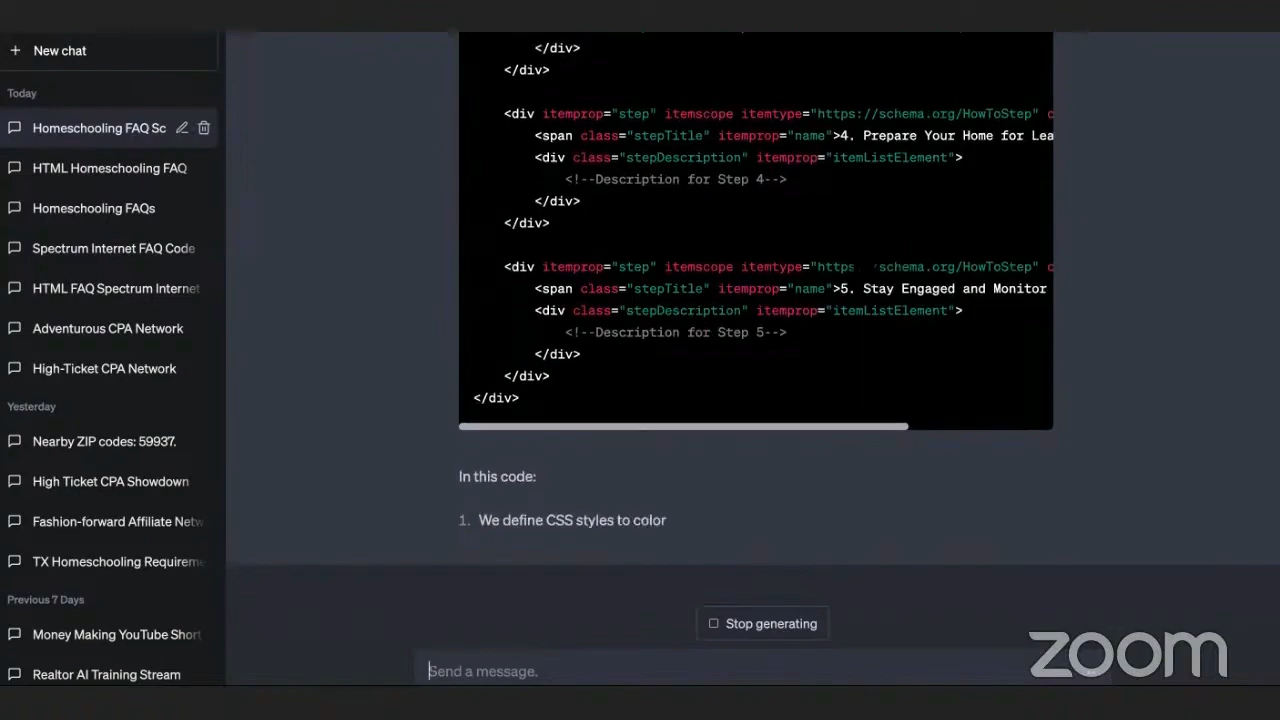 New chat
Today
Homeschooling FAQ Sc
HTML Homeschooling FAQ
Homeschooling FAQs
Spectrum Internet FAQ Code
HTML FAQ Spectrum Internet
Adventurous CPA Network
High-Ticket CPA Network
Yesterday
Nearby ZIP codes: 59937.
High Ticket CPA Showdown
Fashion-forward Affiliate Netw
TX Homeschooling Requireme
Previous 7 Days
Money Making YouTube Short
Realtor AI Training Stream
</div>
</div>
<div itemprop="step" itemscope itemtype="https://schema.org/HowToStep" c
<span class="stepTitle" itemprop="name">4. Prepare Your Home for Lea
<div class="stepDescription" itemprop="itemListElement">
<!--Description for Step 4-->
</div>
</div>
<div itemprop="step" itemscope itemtype="https schema.org/HowToStep" c
<span class="stepTitle" itemprop="name">5. Stay Engaged and Monitor
<div class="stepDescription" itemprop="itemListElement">
<!--Description for Step 5-->
</div>
</div>
</div>
In this code:
1. We define CSS styles to color
Stop generating
Send a message.
zoom